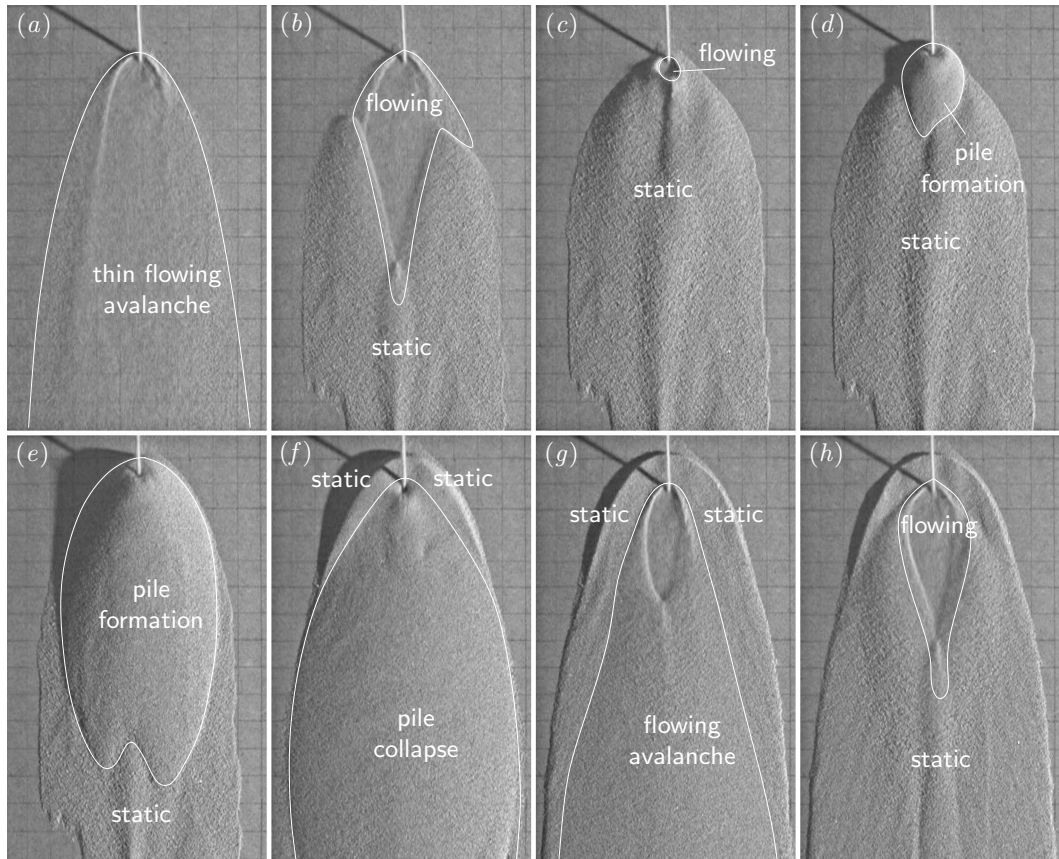 (a)
thin flowing
avalanche
(b)
flowing
static
(c)
flowing
static
(d)
pile
formation
static
(e)
pile
formation
static
(f)
static
static
pile
collapse
(g)
static
static
flowing
avalanche
(h)
flowing
static